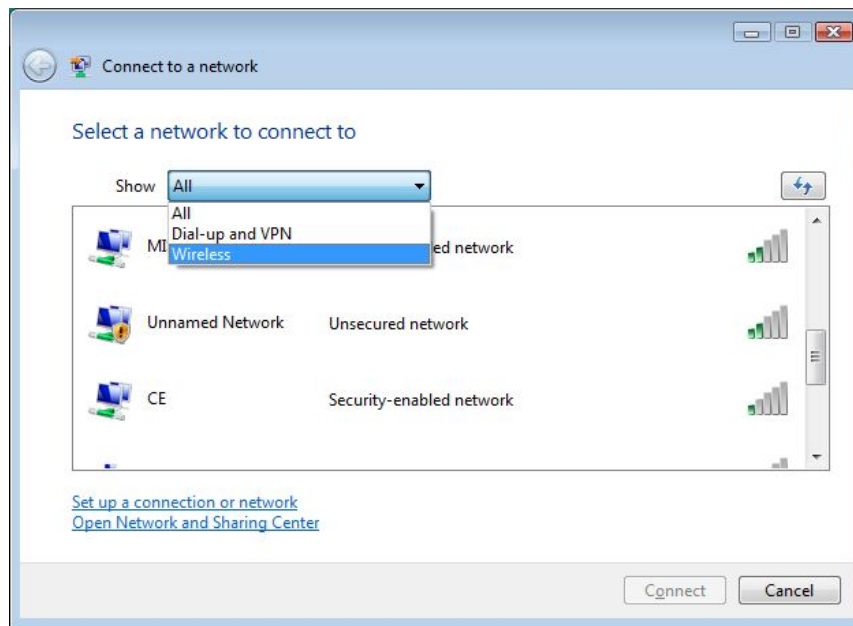 Connect to a network
Select a network to connect to
Show All
All
Dial-up and VPN
Wireless
MI ed network
Unnamed Network Unsecured network
CE Security-enabled network
Set up a connection or network
Open Network and Sharing Center
Connect Cancel